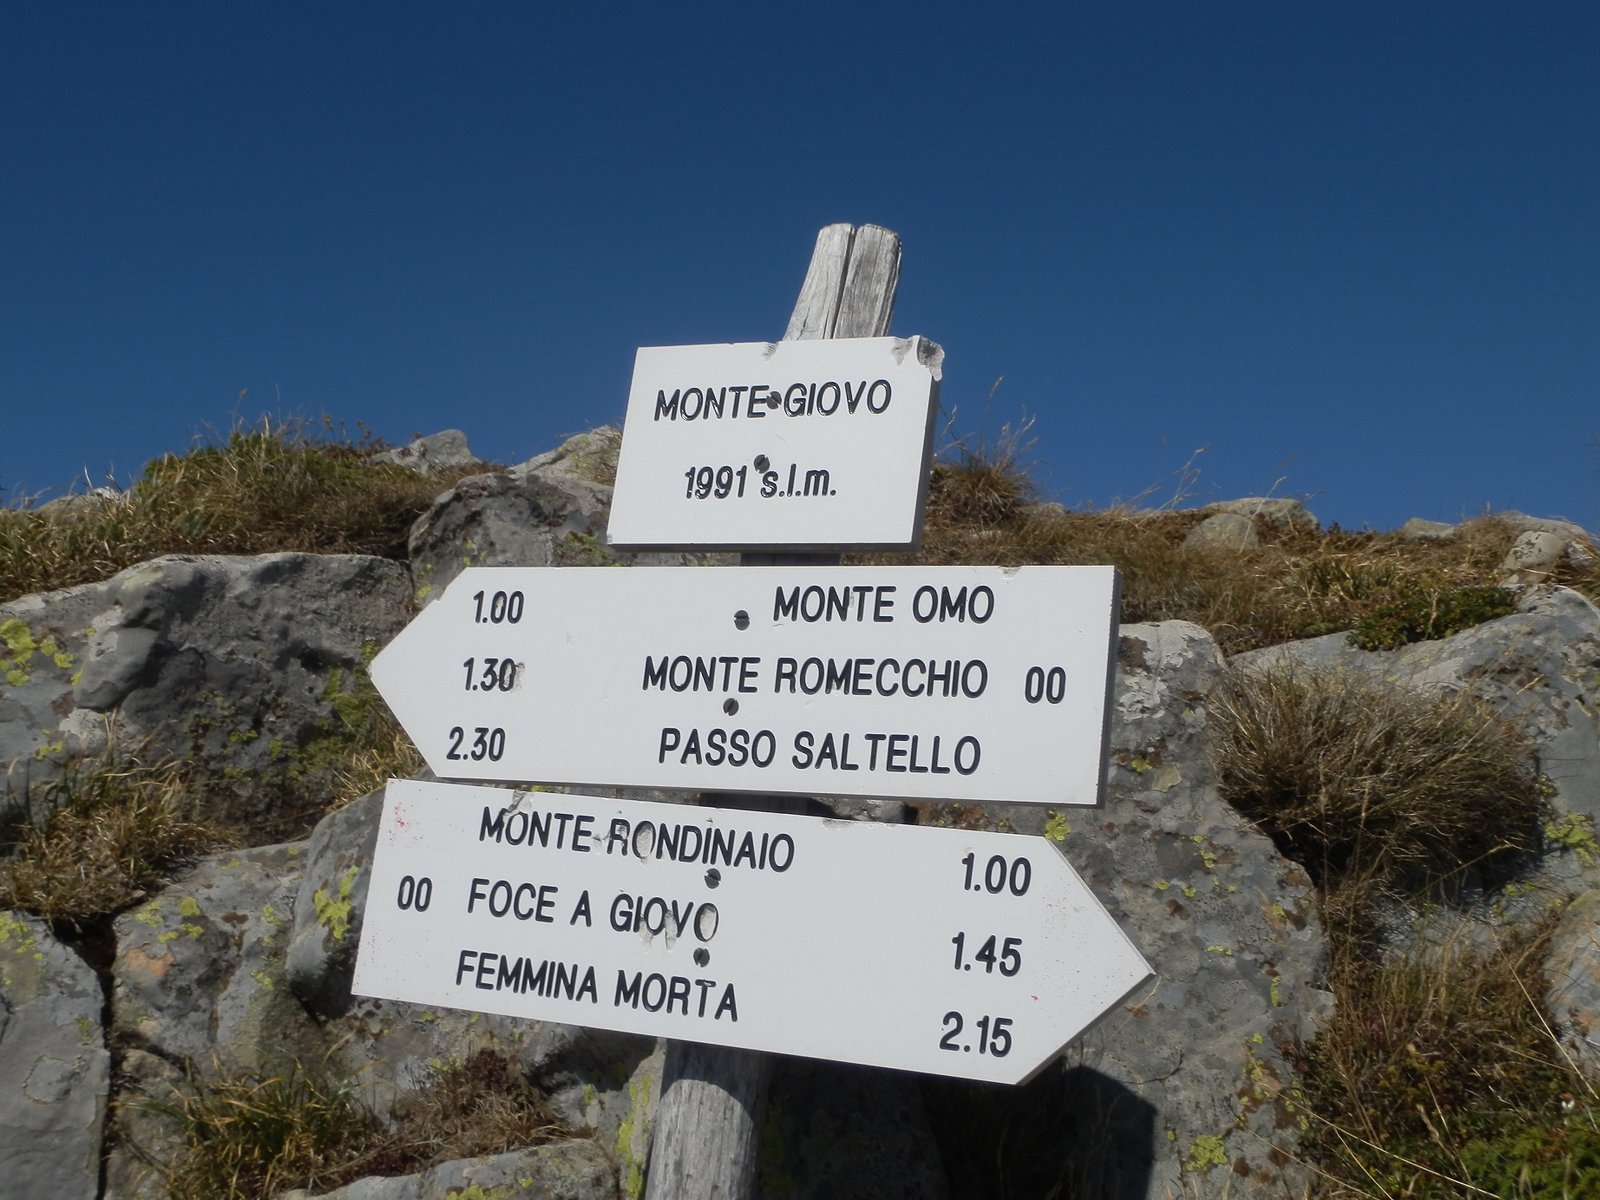 MONTE GIOVO
1991 s.l.m.
1.00 MONTE OMO
1.30 MONTE ROMECCHIO 00
2.30 PASSO SALTELLO
MONTE RONDINAIO 1.00
00 FOCE A GIOVO 1.45
FEMMINA MORTA 2.15